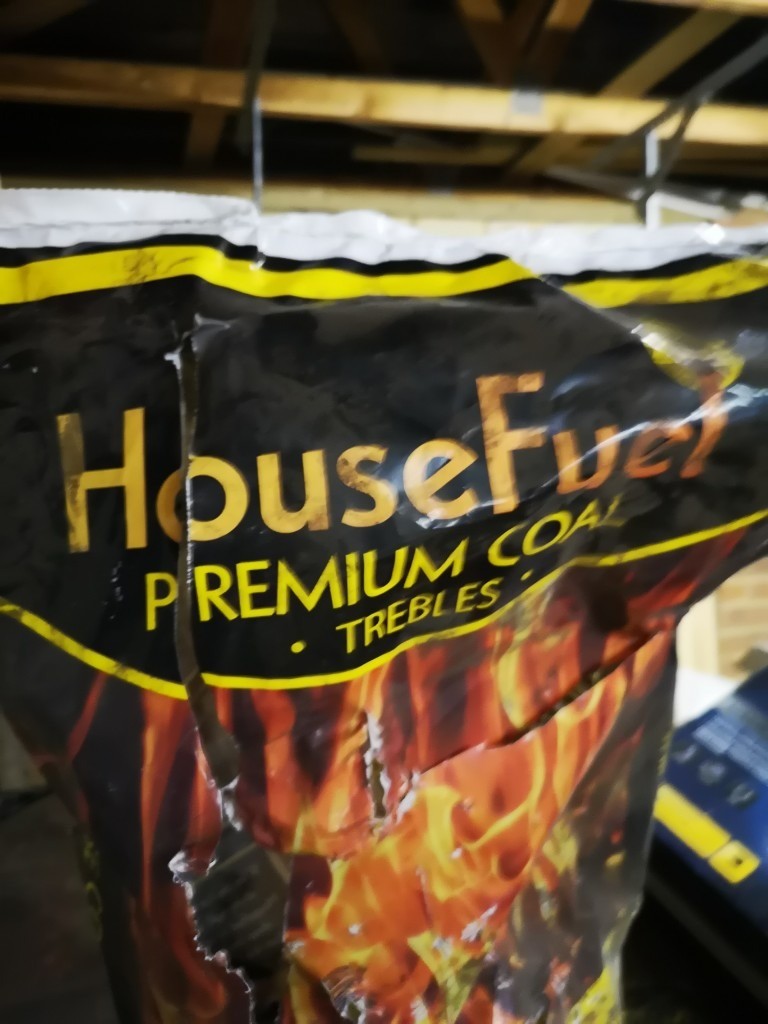 HouseFuel
PREMIUM COAL
• TREBLES •